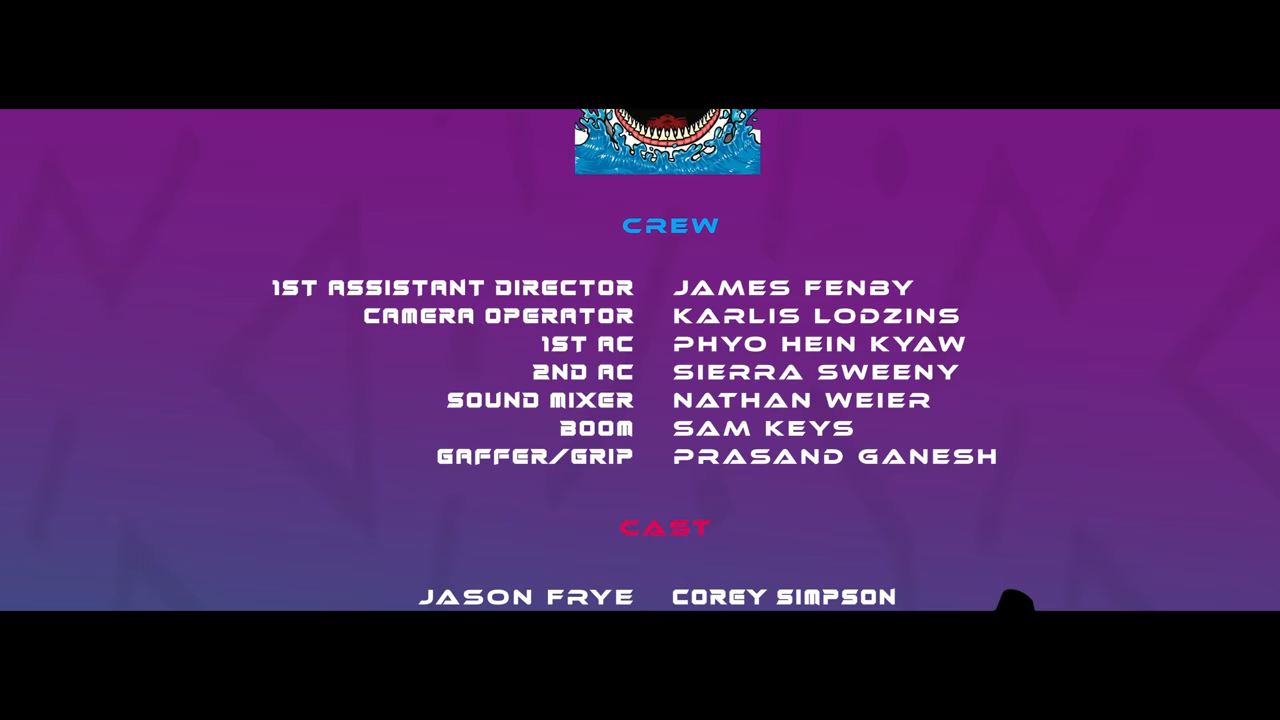 CREW
1ST ASSISTANT DIRECTOR JAMES FENBY
CAMERA OPERATOR KARLIS LODZINS
1ST AC PHYO HEIN KYAW
2ND AC SIERRA SWEENY
SOUND MIXER NATHAN WEIER
BOOM SAM KEYS
GAFFER/GRIP PRASAND GANESH
CAST
JASON FRYE COREY SIMPSON